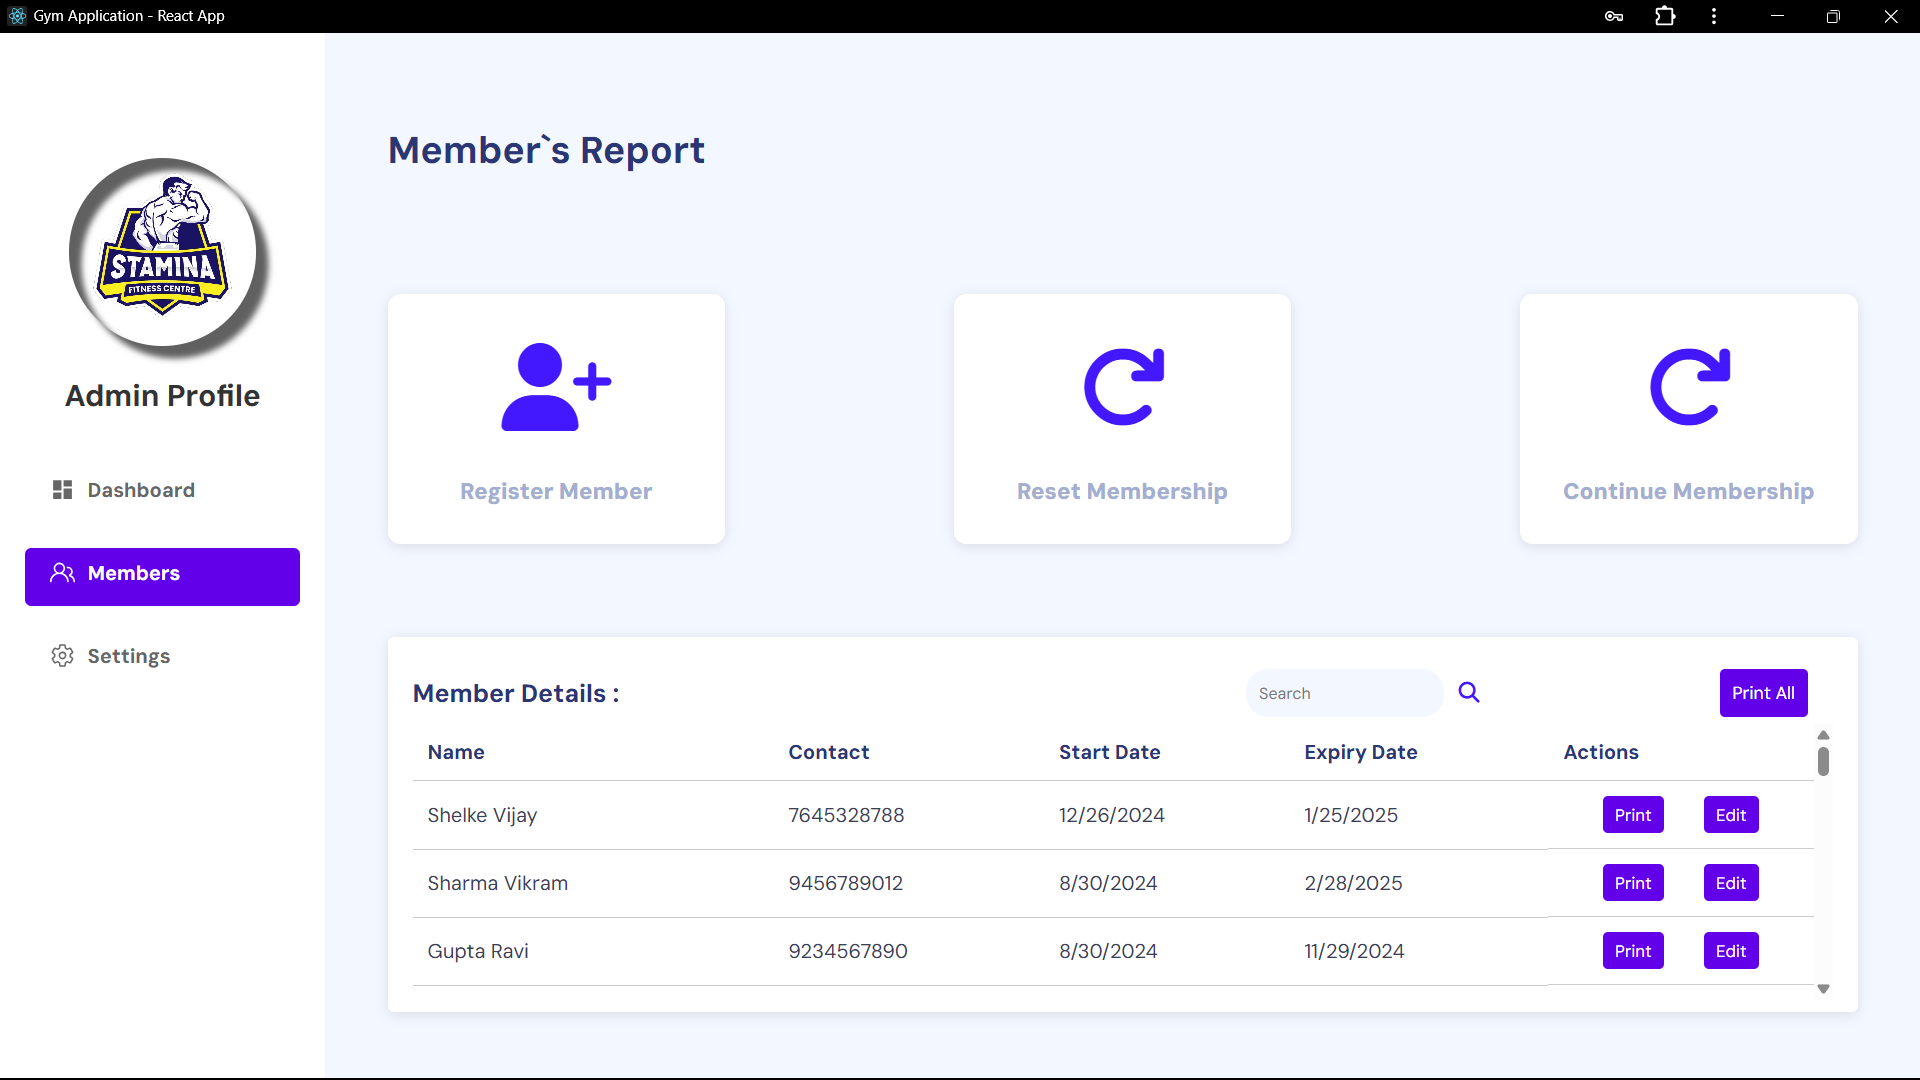 Gym Application - React App
STAMINA
FITNESS CENTRE
Admin Profile
Dashboard
Members
Settings
Member`s Report
Register Member
Reset Membership
Continue Membership
Member Details :
Search
Print All
Name Contact Start Date Expiry Date Actions
Shelke Vijay 7645328788 12/26/2024 1/25/2025 Print Edit
Sharma Vikram 9456789012 8/30/2024 2/28/2025 Print Edit
Gupta Ravi 9234567890 8/30/2024 11/29/2024 Print Edit